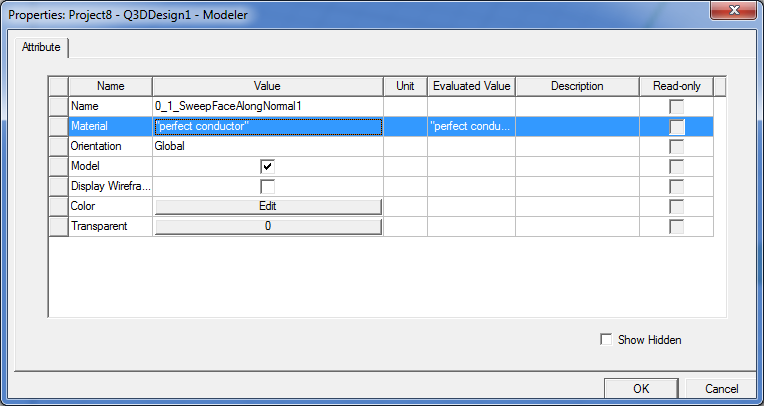 Properties: Project8 - Q3DDesign1 - Modeler
Attribute
Name Value Unit Evaluated Value Description Read-only
Name 0_1_SweepFaceAlongNormal1
Material "perfect conductor" "perfect condu...
Orientation Global
Model
Display Wirefra...
Color Edit
Transparent 0
Show Hidden
OK Cancel